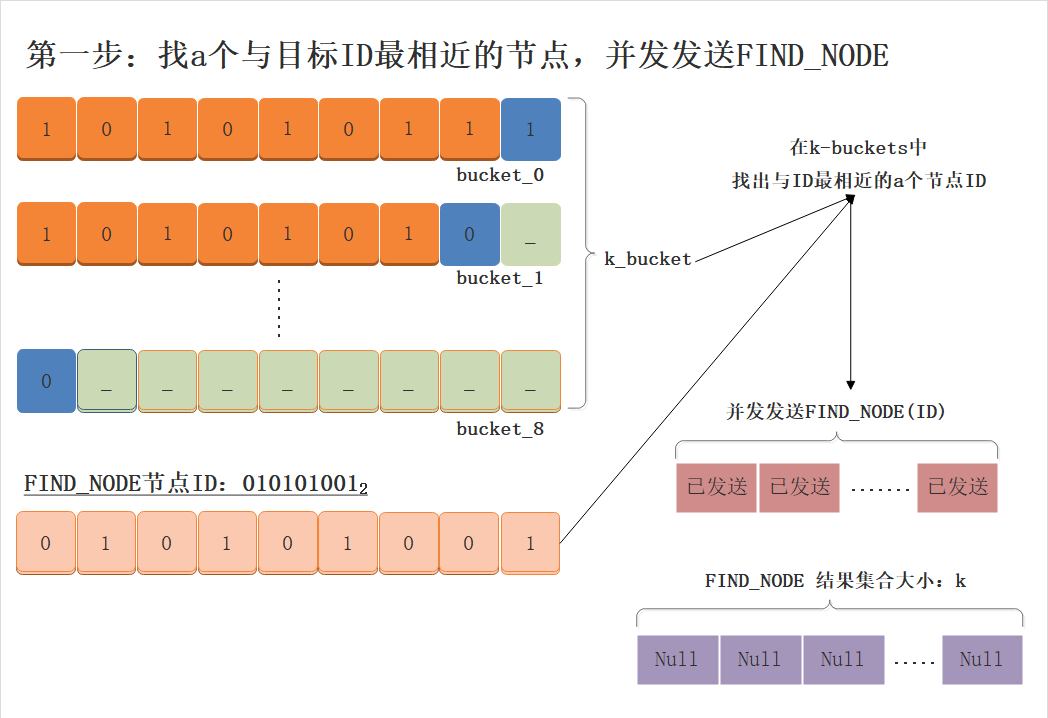 第一步：找a个与目标ID最相近的节点，并发发送FIND_NODE
1 0 1 0 1 0 1 1 1
bucket_0
1 0 1 0 1 0 1 0 _
bucket_1
0 _ _ _ _ _ _ _ _
bucket_8
k_bucket
FIND_NODE节点ID：010101001₂
0 1 0 1 0 1 0 0 1
在k-buckets中
找出与ID最相近的a个节点ID
并发发送FIND_NODE(ID)
已发送 已发送 ....... 已发送
FIND_NODE 结果集合大小：k
Null Null Null ..... Null